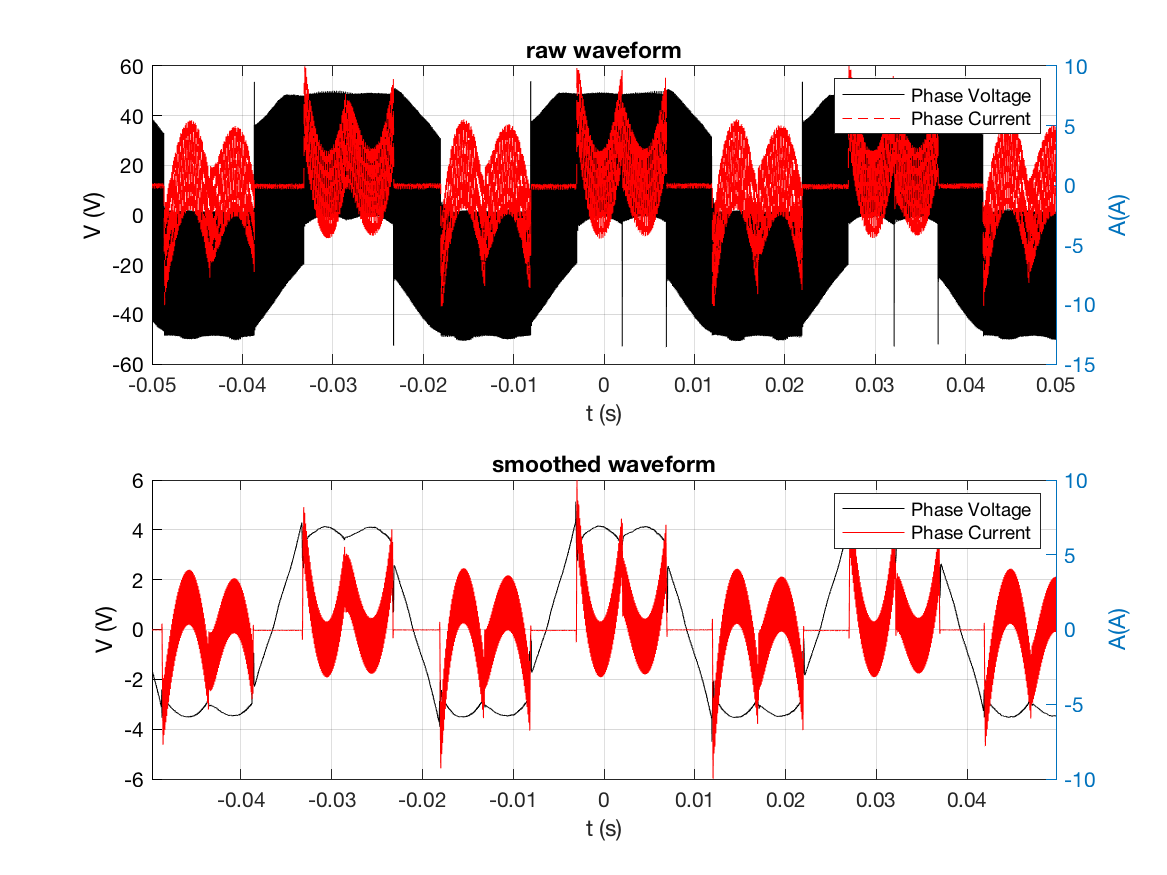 raw waveform
60
40
20
0
-20
-40
-60
V (V)
10
5
0
-5
-10
-15
A(A)
Phase Voltage
Phase Current
-0.05 -0.04 -0.03 -0.02 -0.01 0 0.01 0.02 0.03 0.04 0.05
t (s)
smoothed waveform
6
4
2
0
-2
-4
-6
V (V)
10
5
0
-5
-10
A(A)
Phase Voltage
Phase Current
-0.04 -0.03 -0.02 -0.01 0 0.01 0.02 0.03 0.04
t (s)